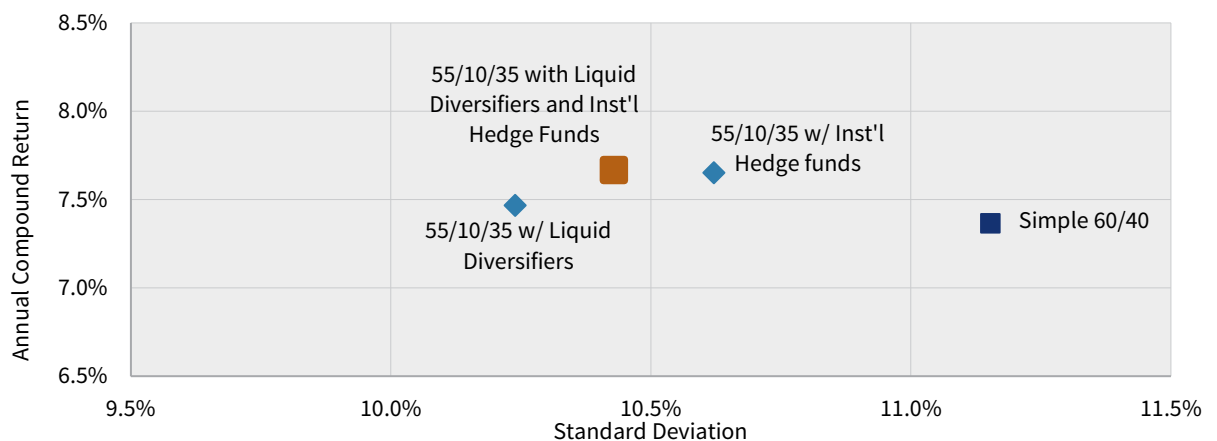 8.5%
55/10/35 with Liquid
Diversifiers and Inst'l
Hedge Funds
8.0%
55/10/35 w/ Inst'l
Hedge funds
7.5%
55/10/35 w/ Liquid
Diversifiers
Simple 60/40
7.0%
6.5%
Annual Compound Return
9.5%
10.0%
10.5%
11.0%
11.5%
Standard Deviation